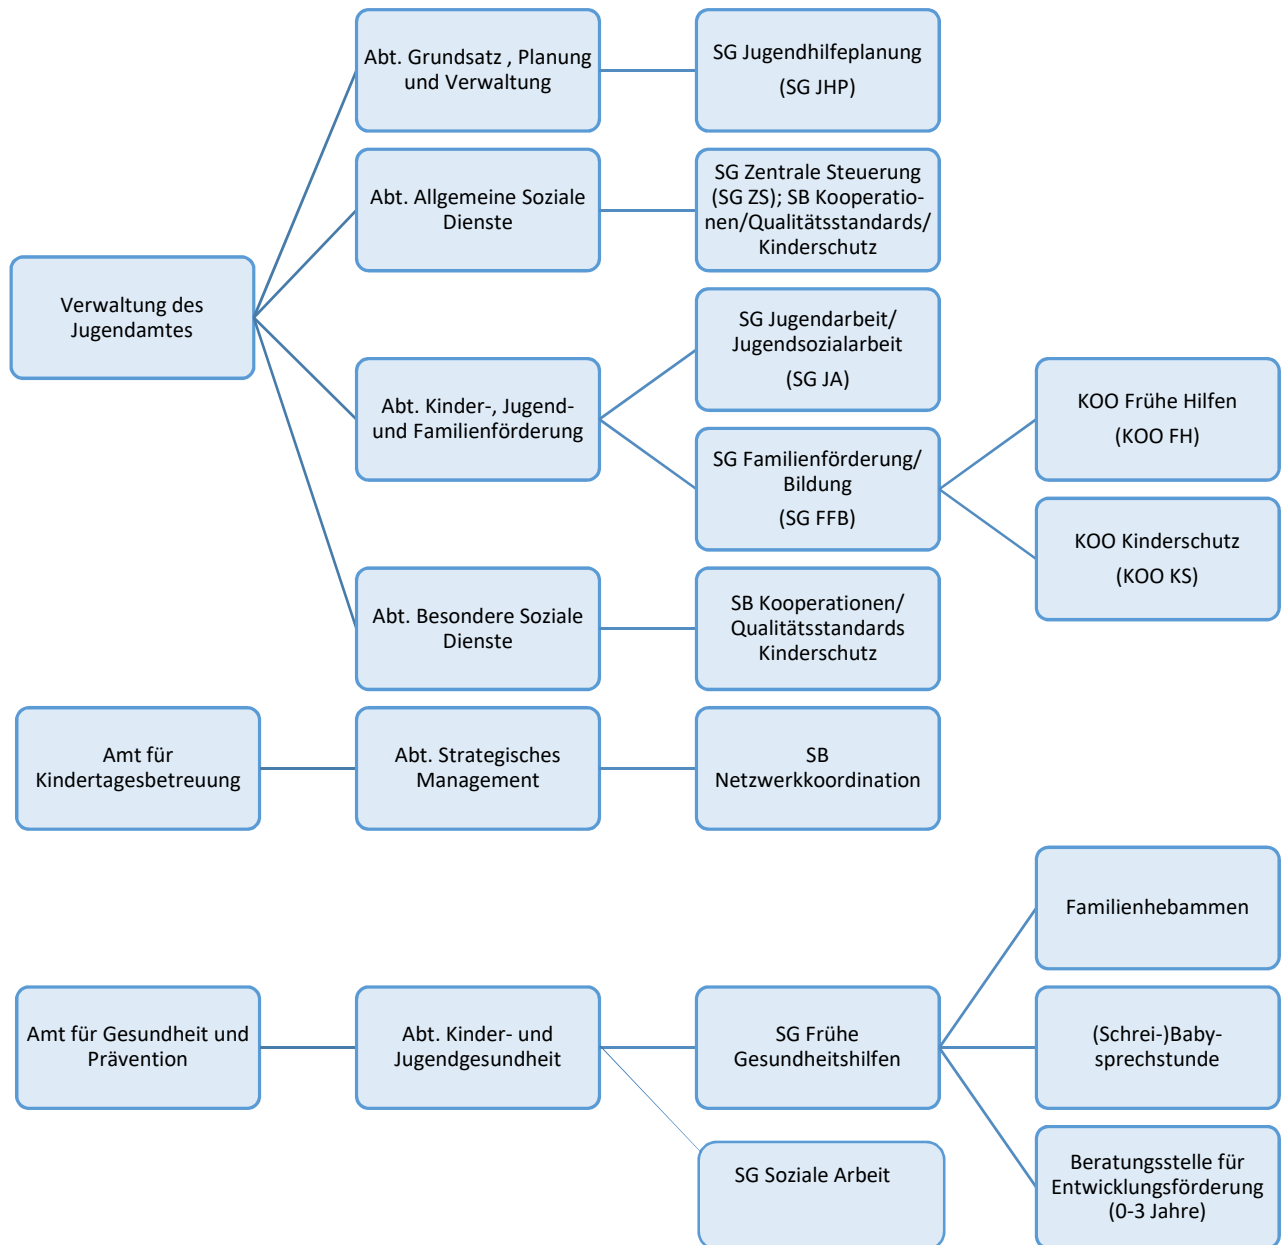 Abt. Grundsatz , Planung
und Verwaltung
SG Jugendhilfeplanung
(SG JHP)
Abt. Allgemeine Soziale
Dienste
SG Zentrale Steuerung
(SG ZS); SB Kooperatio-
nen/Qualitätsstandards/
Kinderschutz
Verwaltung des
Jugendamtes
Abt. Kinder-, Jugend-
und Familienförderung
SG Jugendarbeit/
Jugendsozialarbeit
(SG JA)
SG Familienförderung/
Bildung
(SG FFB)
KOO Frühe Hilfen
(KOO FH)
KOO Kinderschutz
(KOO KS)
Abt. Besondere Soziale
Dienste
SB Kooperationen/
Qualitätsstandards
Kinderschutz
Amt für
Kindertagesbetreuung
Abt. Strategisches
Management
SB
Netzwerkkoordination
Amt für Gesundheit und
Prävention
Abt. Kinder- und
Jugendgesundheit
SG Frühe
Gesundheitshilfen
Familienhebammen
(Schrei-)Baby-
sprechstunde
Beratungsstelle für
Entwicklungsförderung
(0-3 Jahre)
SG Soziale Arbeit